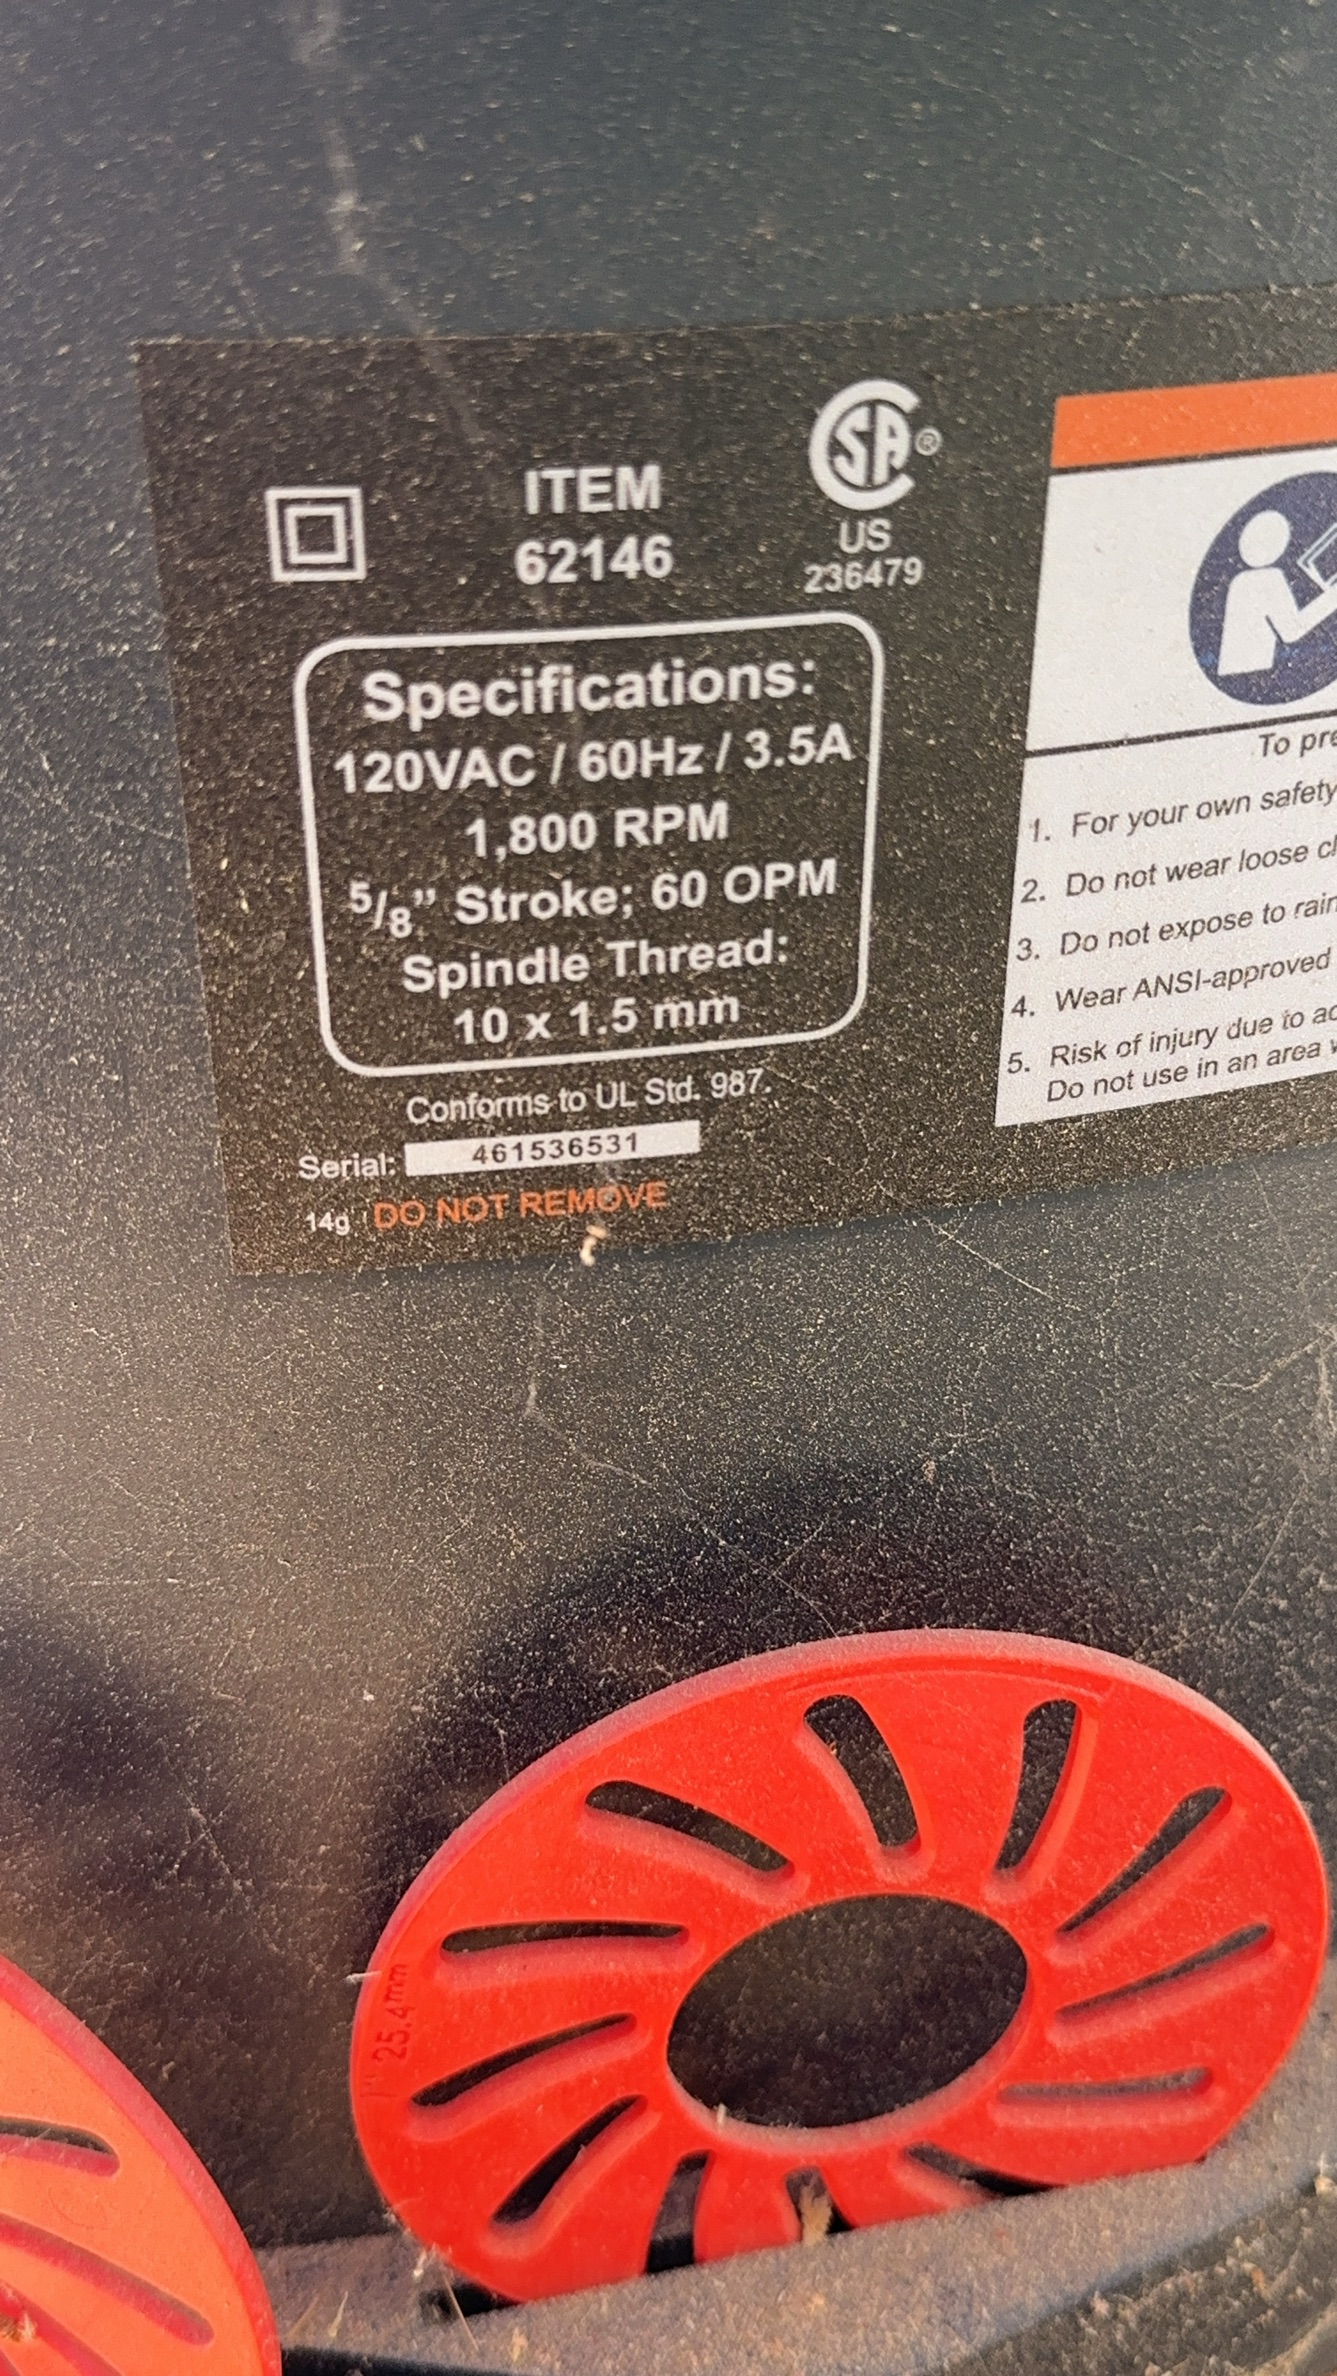 ITEM
62146
CSA®
US
236479
Specifications:
120VAC / 60Hz / 3.5A
1,800 RPM
5/8” Stroke; 60 OPM
Spindle Thread:
10 x 1.5 mm
Conforms to UL Std. 987.
Serial: 461536531
14g DO NOT REMOVE
To pre
1. For your own safety
2. Do not wear loose cl
3. Do not expose to rain
4. Wear ANSI-approved
5. Risk of injury due to ac
Do not use in an area w
1" 25.4mm